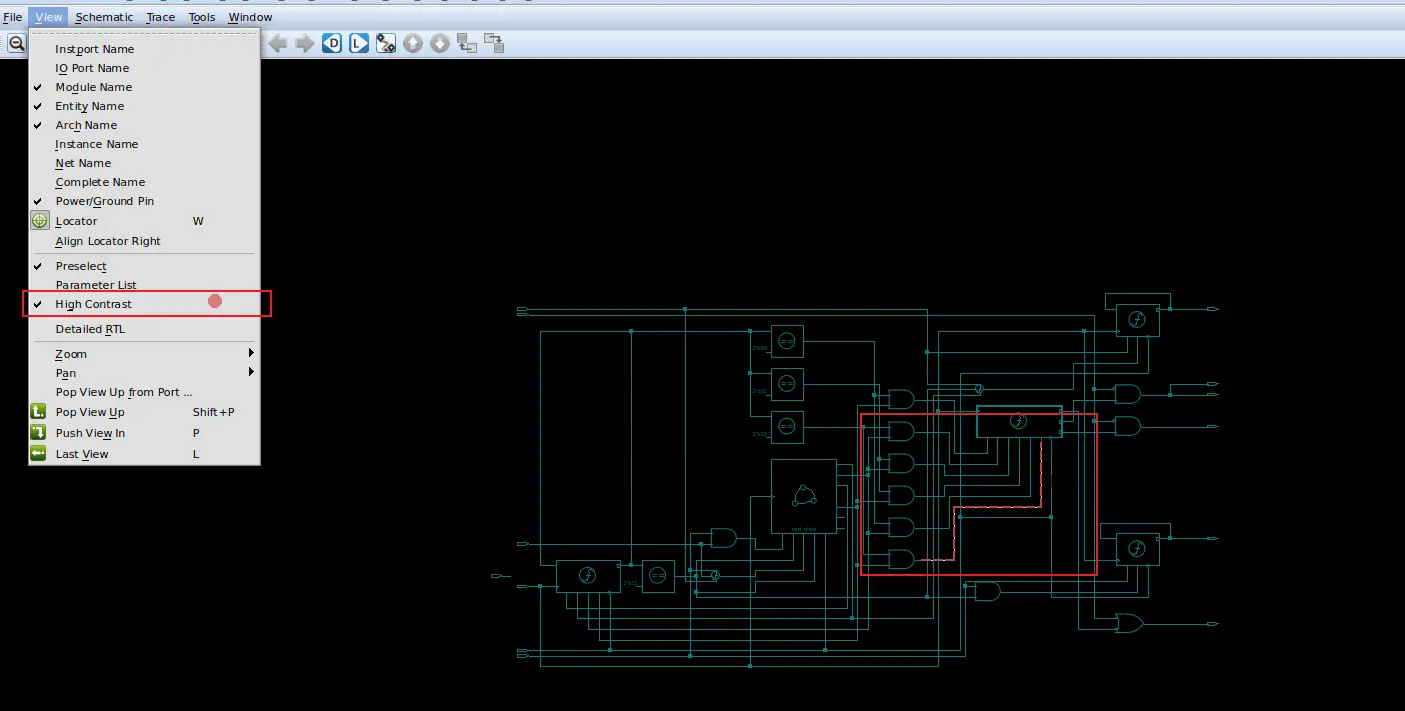 File View Schematic Trace Tools Window
Instport Name
IO Port Name
Module Name
Entity Name
Arch Name
Instance Name
Net Name
Complete Name
Power/Ground Pin
Locator W
Align Locator Right
Preselect
Parameter List
High Contrast
Detailed RTL
Zoom
Pan
Pop View Up from Port ...
Pop View Up Shift+P
Push View In P
Last View L
D
L
2'b00
==
2'b01
==
2'b10
==
f
f
f
2'b11
==
f